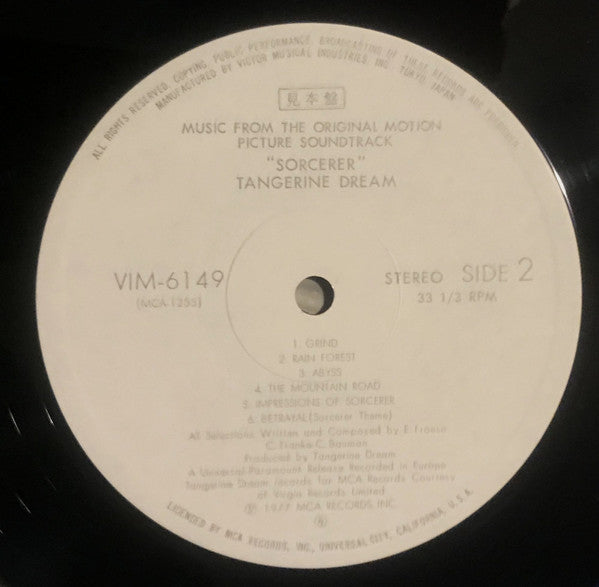 ALL RIGHTS RESERVED. COPYING, PUBLIC PERFORMANCE, BROADCASTING OF THESE RECORDS ARE FORBIDDEN.
MANUFACTURED BY VICTOR MUSICAL INDUSTRIES, INC. TOKYO, JAPAN
見本盤
MUSIC FROM THE ORIGINAL MOTION
PICTURE SOUNDTRACK
"SORCERER"
TANGERINE DREAM
VIM-6149
(MCA-1255)
STEREO SIDE 2
33 1/3 RPM
1. GRIND
2. RAIN FOREST
3. ABYSS
4. THE MOUNTAIN ROAD
5. IMPRESSIONS OF SORCERER
6. BETRAYAL (Sorcerer Theme)
All Selections Written and Composed by E. Froese
C. Franke C. Bauman
Produced by Tangerine Dream
A Universal-Paramount Release Recorded in Europe
Tangerine Dream records for MCA Records Courtesy
of Virgin Records Limited
Ⓟ 1977 MCA RECORDS INC.
LICENSED BY MCA RECORDS, INC., UNIVERSAL CITY, CALIFORNIA, U.S.A.